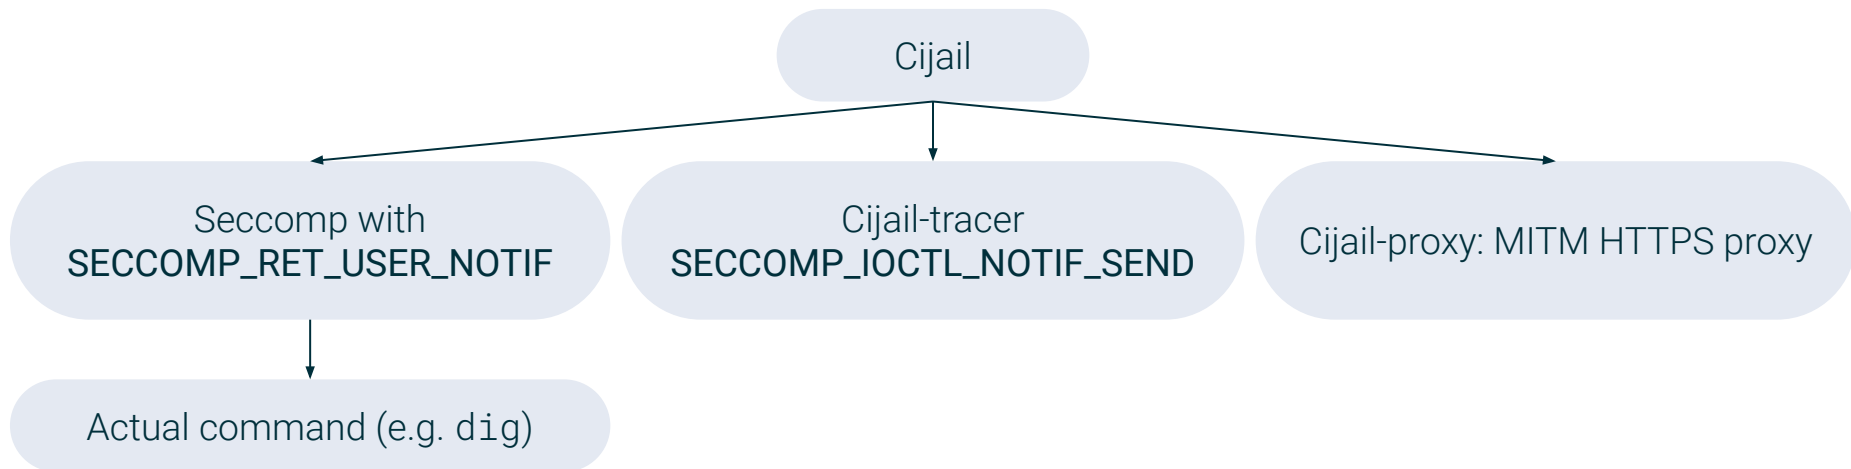 Cijail
Seccomp with
SECCOMP_RET_USER_NOTIF
Cijail-tracer
SECCOMP_IOCTL_NOTIF_SEND
Cijail-proxy: MITM HTTPS proxy
Actual command (e.g. dig)